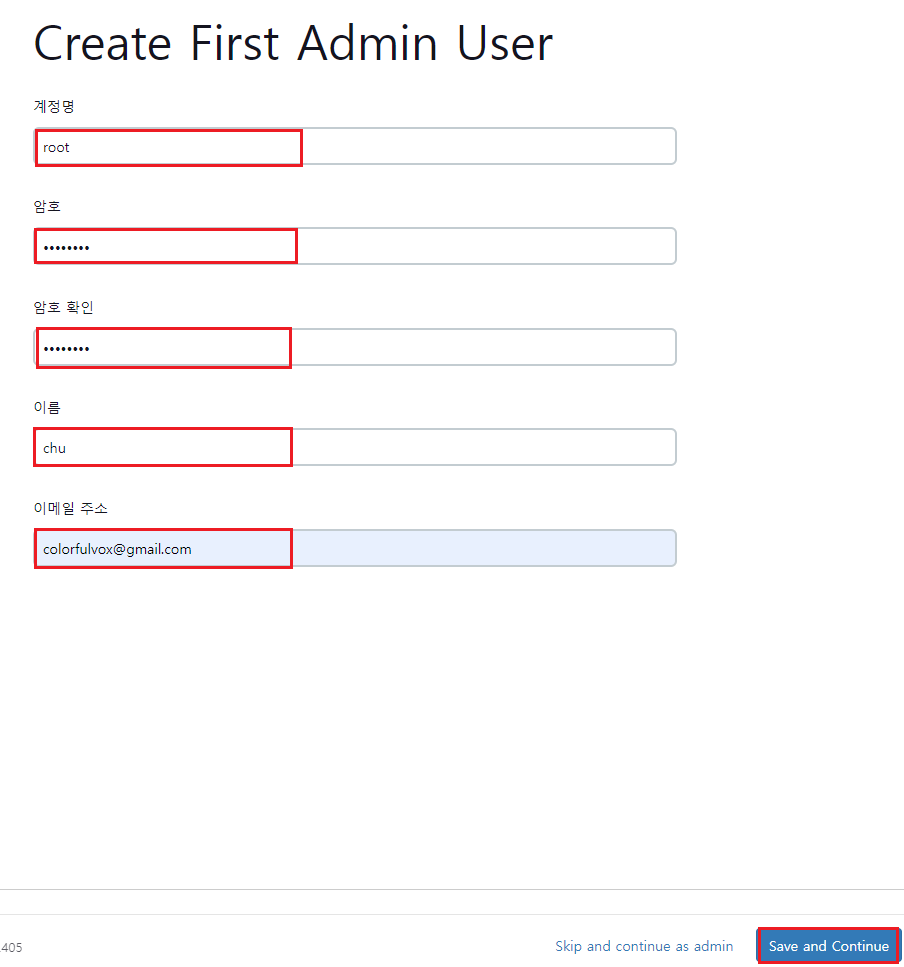 Create First Admin User
계정명
root
암호
••••••••
암호 확인
••••••••
이름
chu
이메일 주소
colorfulvox@gmail.com
.405
Skip and continue as admin
Save and Continue